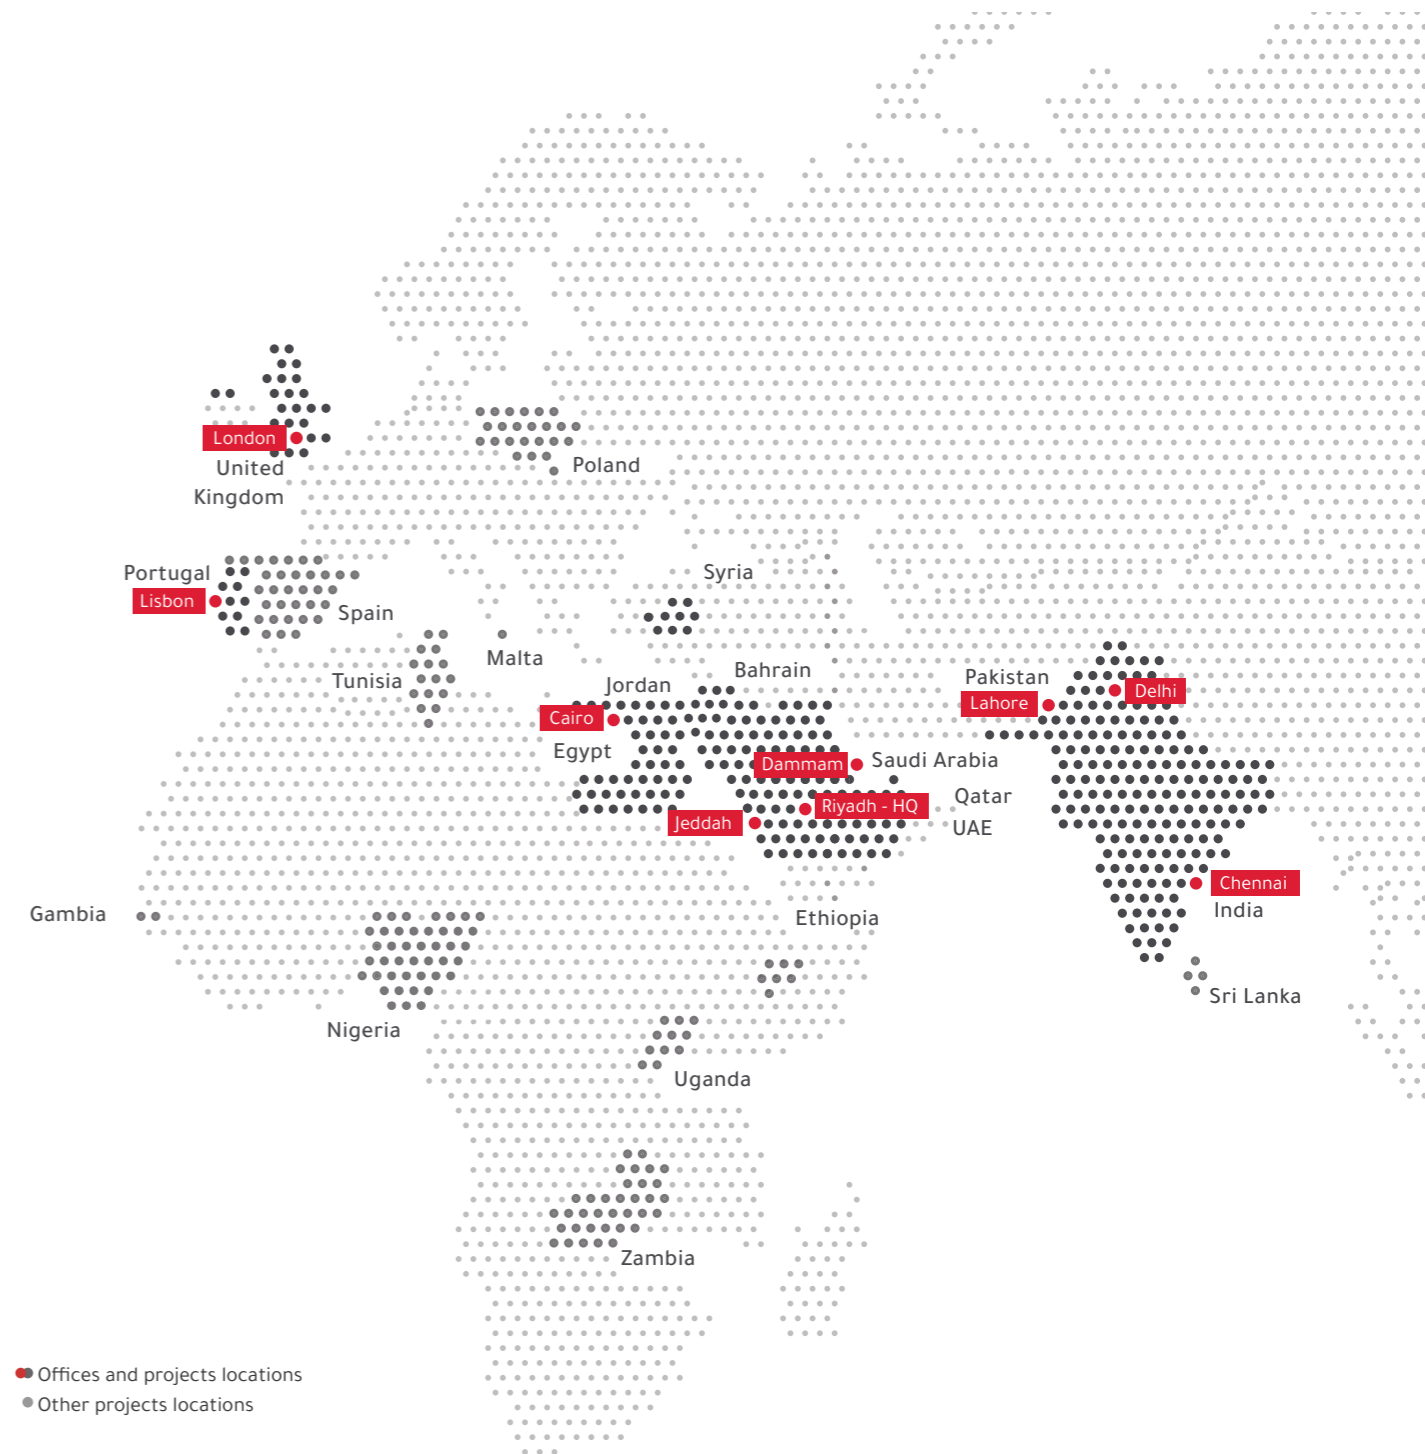 London
United
Kingdom
Poland
Portugal
Lisbon
Spain
Syria
Malta
Tunisia
Jordan
Bahrain
Cairo
Egypt
Pakistan
Lahore
Delhi
Dammam
Saudi Arabia
Riyadh - HQ
Qatar
Jeddah
UAE
Chennai
India
Gambia
Ethiopia
Sri Lanka
Nigeria
Uganda
Zambia
Offices and projects locations
Other projects locations